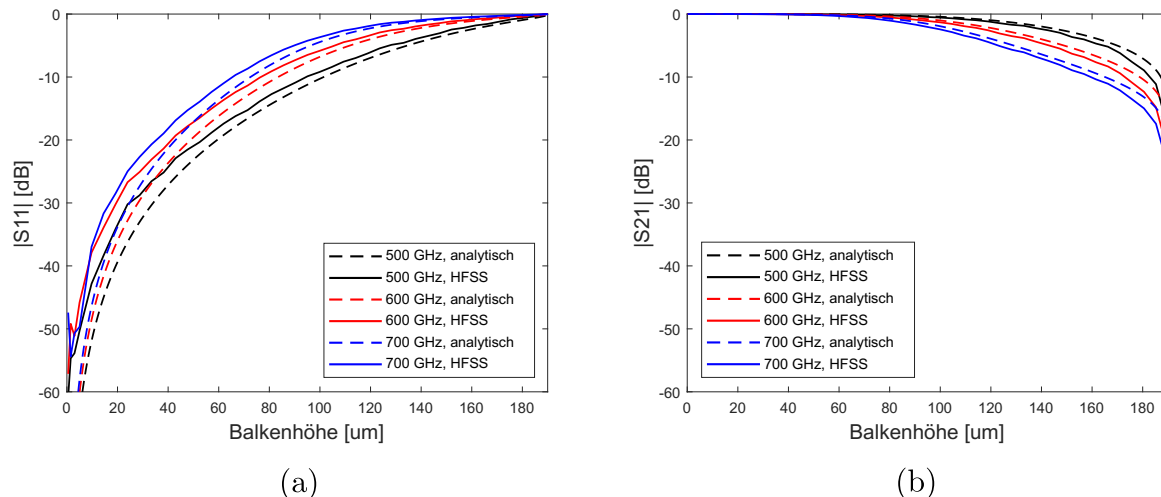 0
-10
-20
-30
-40
-50
-60
|S11| [dB]
0 20 40 60 80 100 120 140 160 180
Balkenhöhe [um]
500 GHz, analytisch
500 GHz, HFSS
600 GHz, analytisch
600 GHz, HFSS
700 GHz, analytisch
700 GHz, HFSS
(a)
0
-10
-20
-30
-40
-50
-60
|S21| [dB]
0 20 40 60 80 100 120 140 160 180
Balkenhöhe [um]
500 GHz, analytisch
500 GHz, HFSS
600 GHz, analytisch
600 GHz, HFSS
700 GHz, analytisch
700 GHz, HFSS
(b)